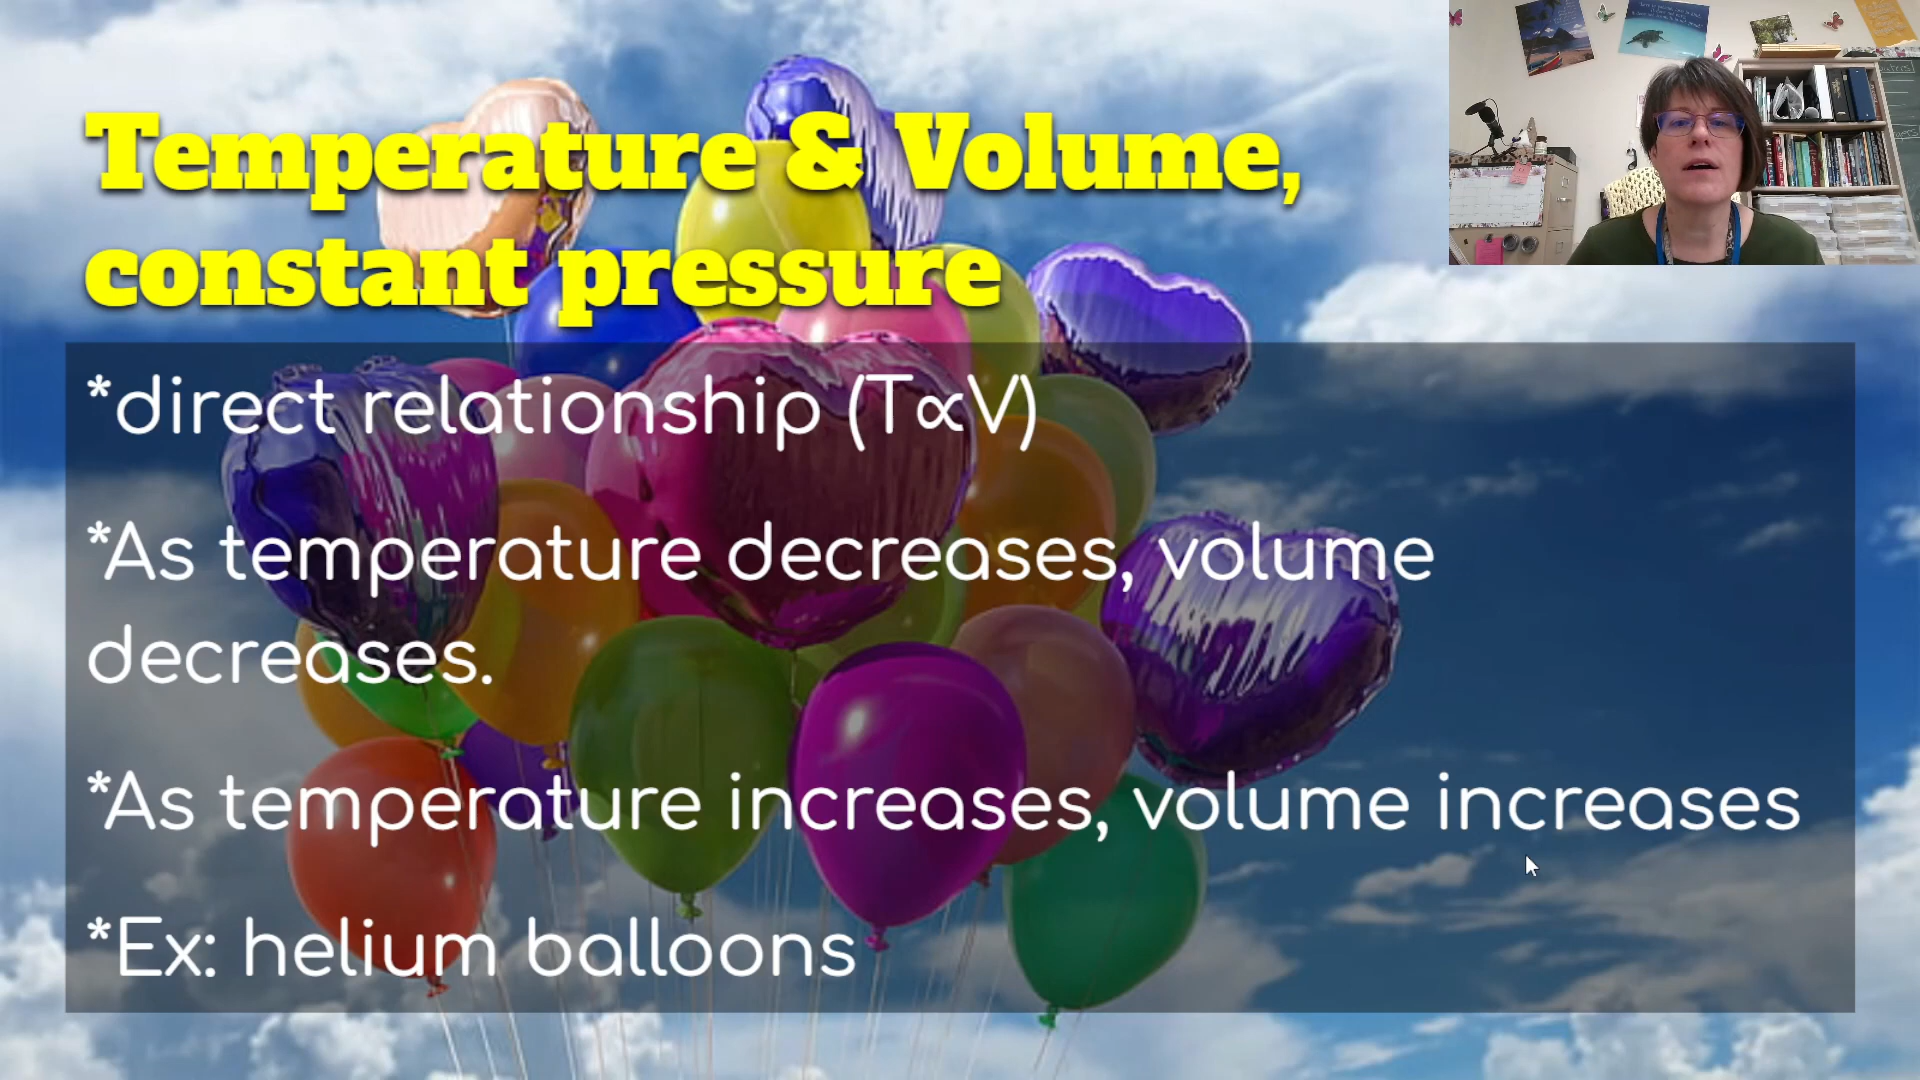 Temperature & Volume,
constant pressure
*direct relationship (T∝V)
*As temperature decreases, volume
decreases.
*As temperature increases, volume increases
*Ex: helium balloons